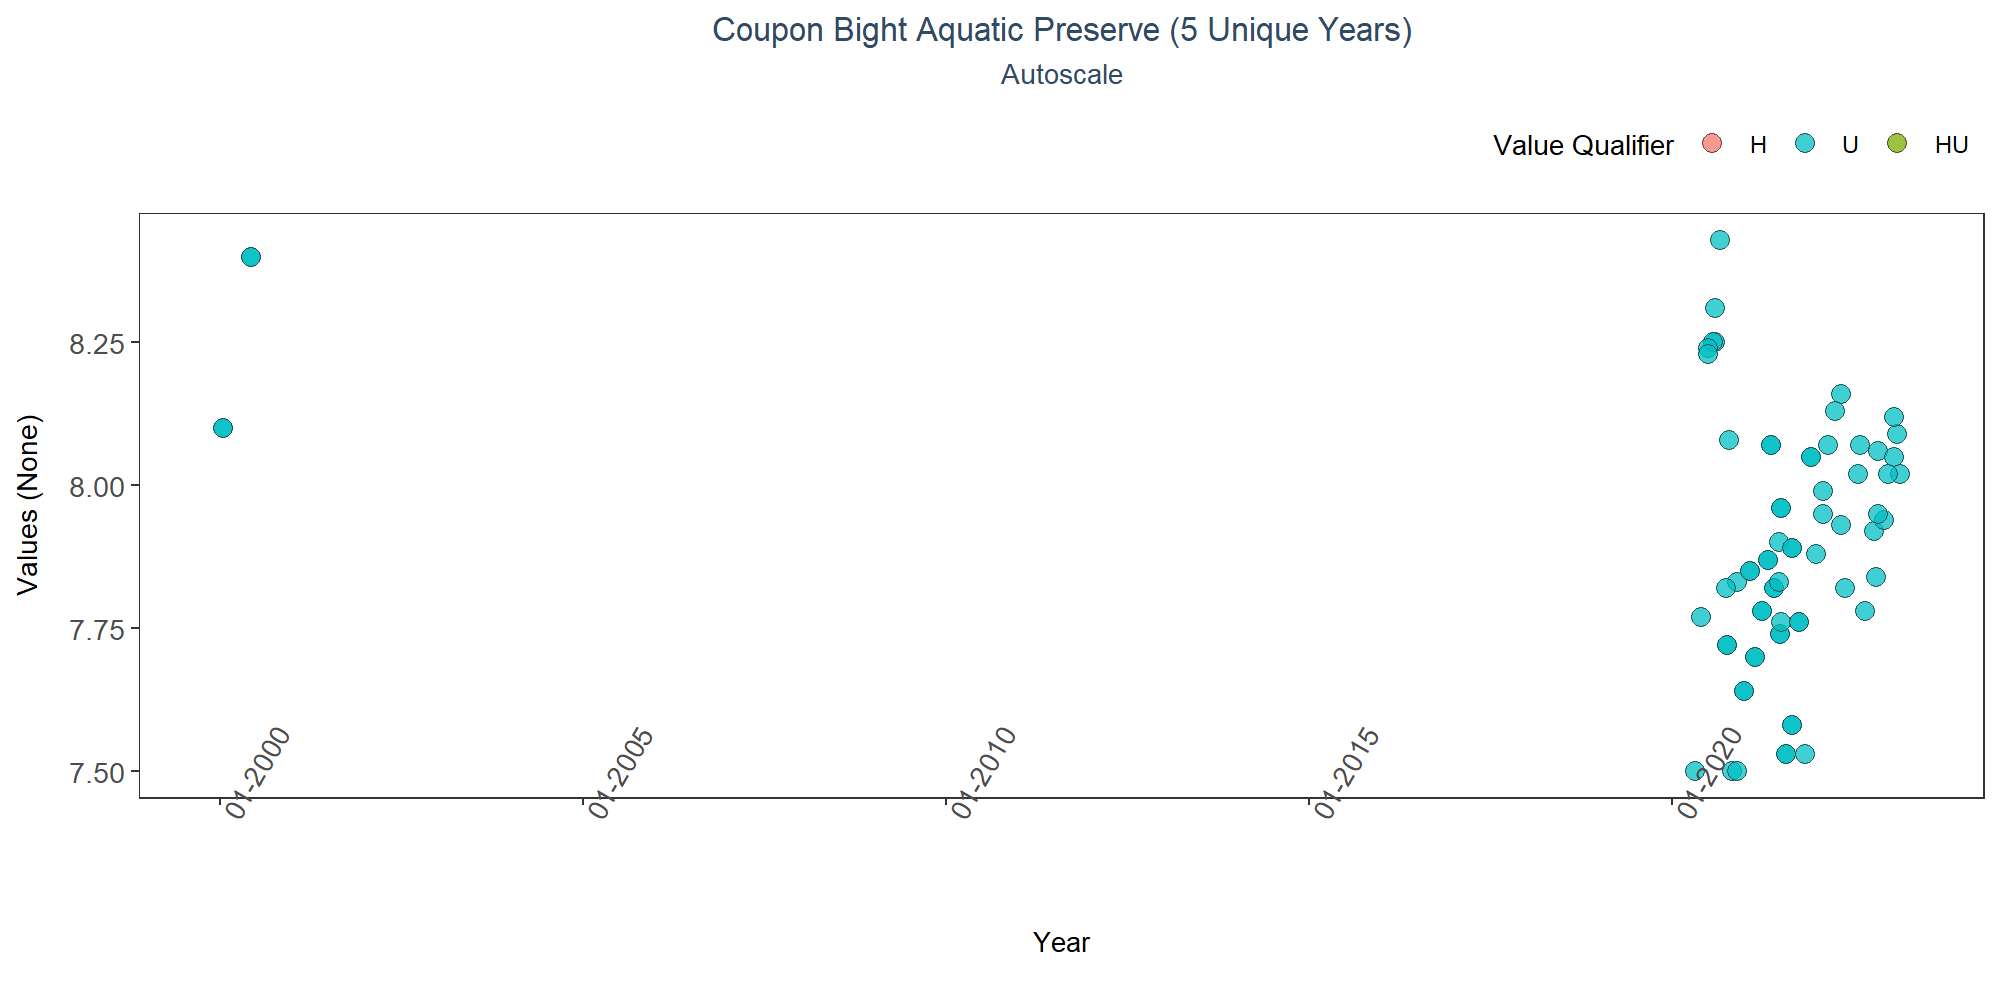 Coupon Bight Aquatic Preserve (5 Unique Years)
Autoscale
Value Qualifier H U HU
Values (None)
8.25
8.00
7.75
7.50
01-2000 01-2005 01-2010 01-2015 01-2020
Year